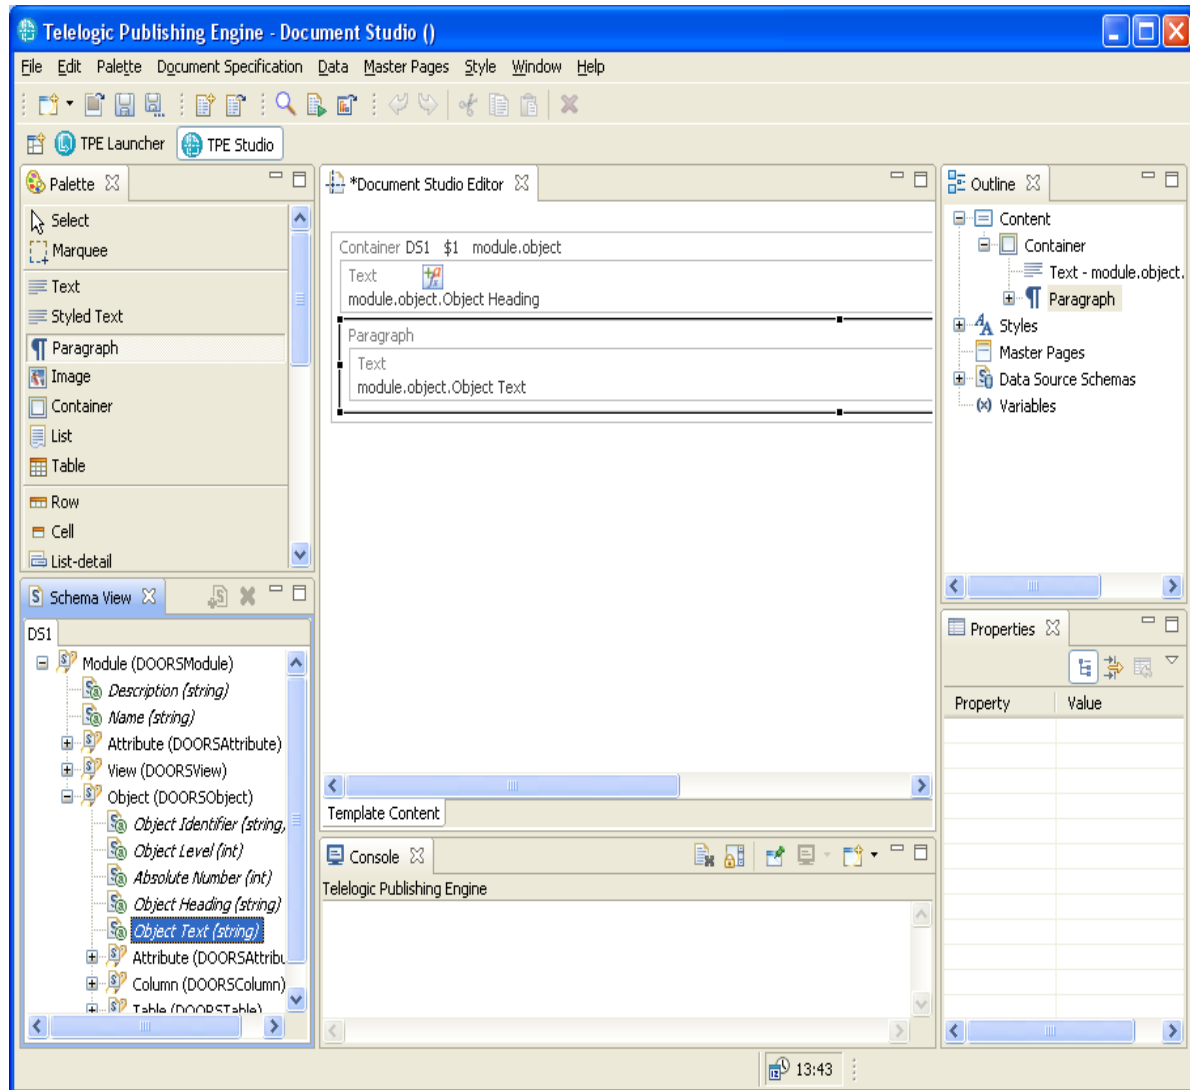 Telelogic Publishing Engine - Document Studio ()
File Edit Palette Document Specification Data Master Pages Style Window Help
TPE Launcher TPE Studio
Palette
Select
Marquee
Text
Styled Text
Paragraph
Image
Container
List
Table
Row
Cell
List-detail
Schema View
DS1
Module (DOORSModule)
Description (string)
Name (string)
Attribute (DOORSAttribute)
View (DOORSView)
Object (DOORSObject)
Object Identifier (string,
Object Level (int)
Absolute Number (int)
Object Heading (string)
Object Text (string)
Attribute (DOORSAttribu
Column (DOORSColumn)
Table (DOORSTable)
*Document Studio Editor
Container DS1 $1 module.object
Text
module.object.Object Heading
Paragraph
Text
module.object.Object Text
Template Content
Console
Telelogic Publishing Engine
Outline
Content
Container
Text - module.object.
Paragraph
Styles
Master Pages
Data Source Schemas
Variables
Properties
Property Value
13:43